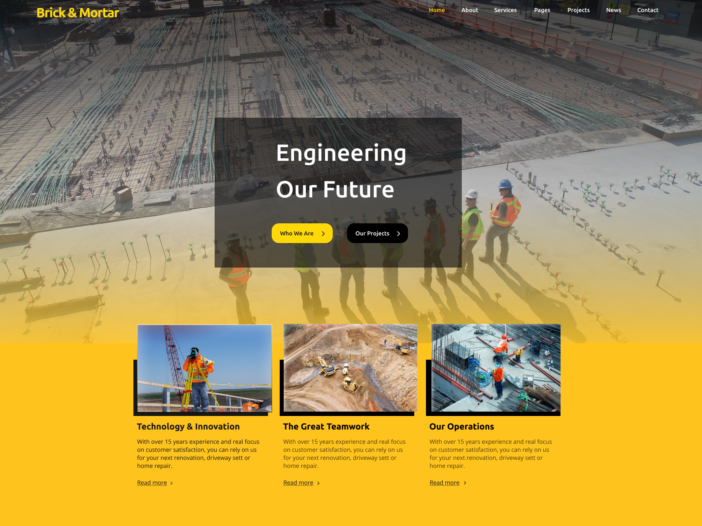 Brick & Mortar
Home About Services Pages Projects News Contact
Engineering
Our Future
Who We Are
Our Projects
Technology & Innovation
With over 15 years experience and real focus
on customer satisfaction, you can rely on us
for your next renovation, driveway sett or
home repair.
Read more
The Great Teamwork
With over 15 years experience and real focus
on customer satisfaction, you can rely on us
for your next renovation, driveway sett or
home repair.
Read more
Our Operations
With over 15 years experience and real focus
on customer satisfaction, you can rely on us
for your next renovation, driveway sett or
home repair.
Read more